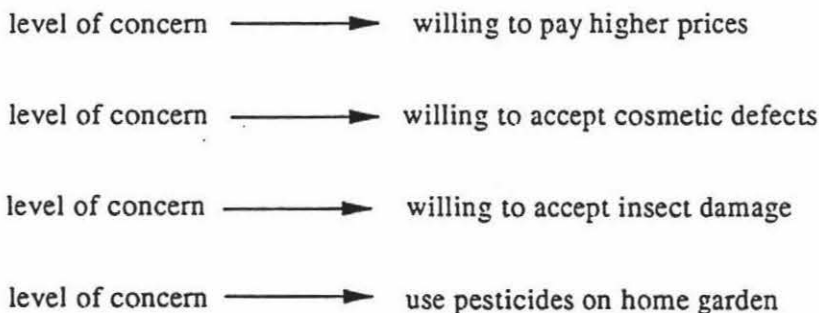 level of concern willing to pay higher prices
level of concern willing to accept cosmetic defects
level of concern willing to accept insect damage
level of concern use pesticides on home garden